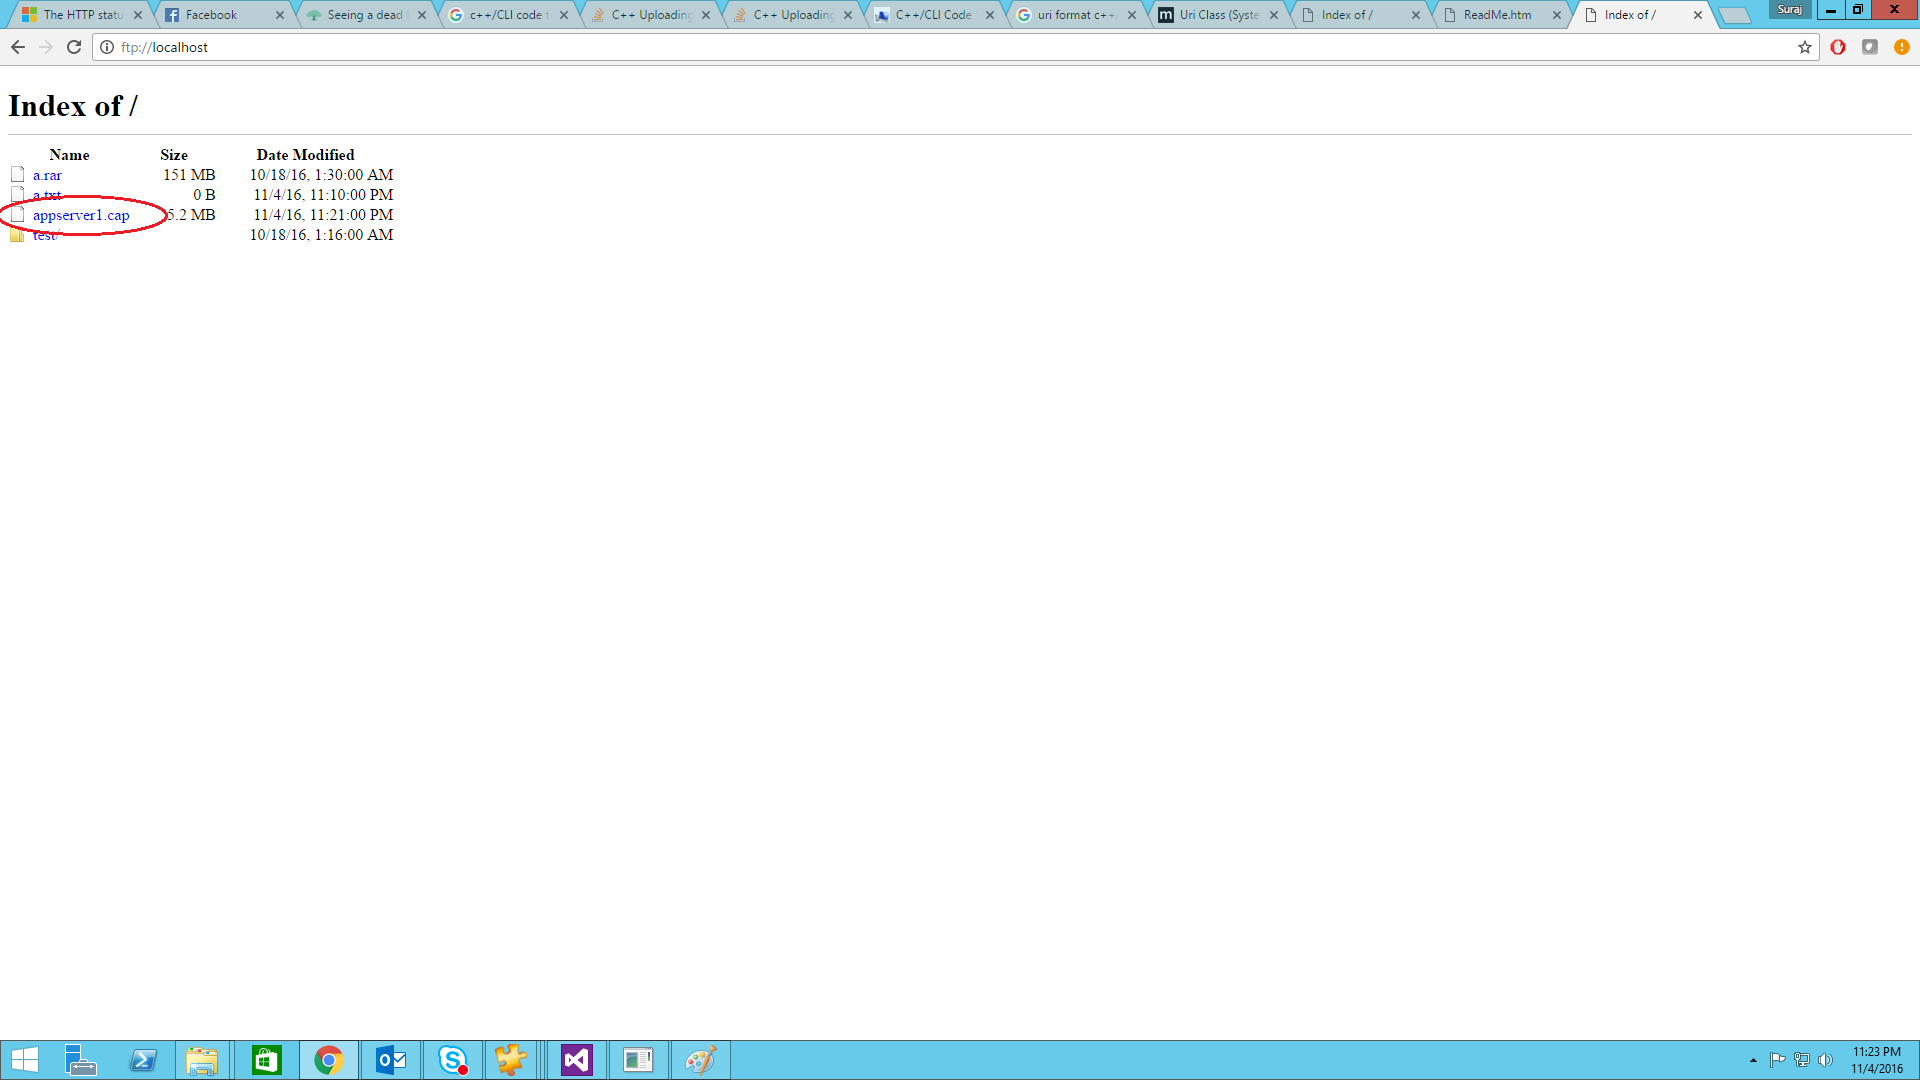 The HTTP statu
Facebook
Seeing a dead
c++/CLI code t
C++ Uploading
C++ Uploading
C++/CLI Code
uri format c++
Uri Class (Syste
Index of /
ReadMe.htm
Index of /
Suraj
ftp://localhost
Index of /
Name Size Date Modified
a.rar 151 MB 10/18/16, 1:30:00 AM
a.txt 0 B 11/4/16, 11:10:00 PM
appserver1.cap 5.2 MB 11/4/16, 11:21:00 PM
test/ 10/18/16, 1:16:00 AM
11:23 PM
11/4/2016